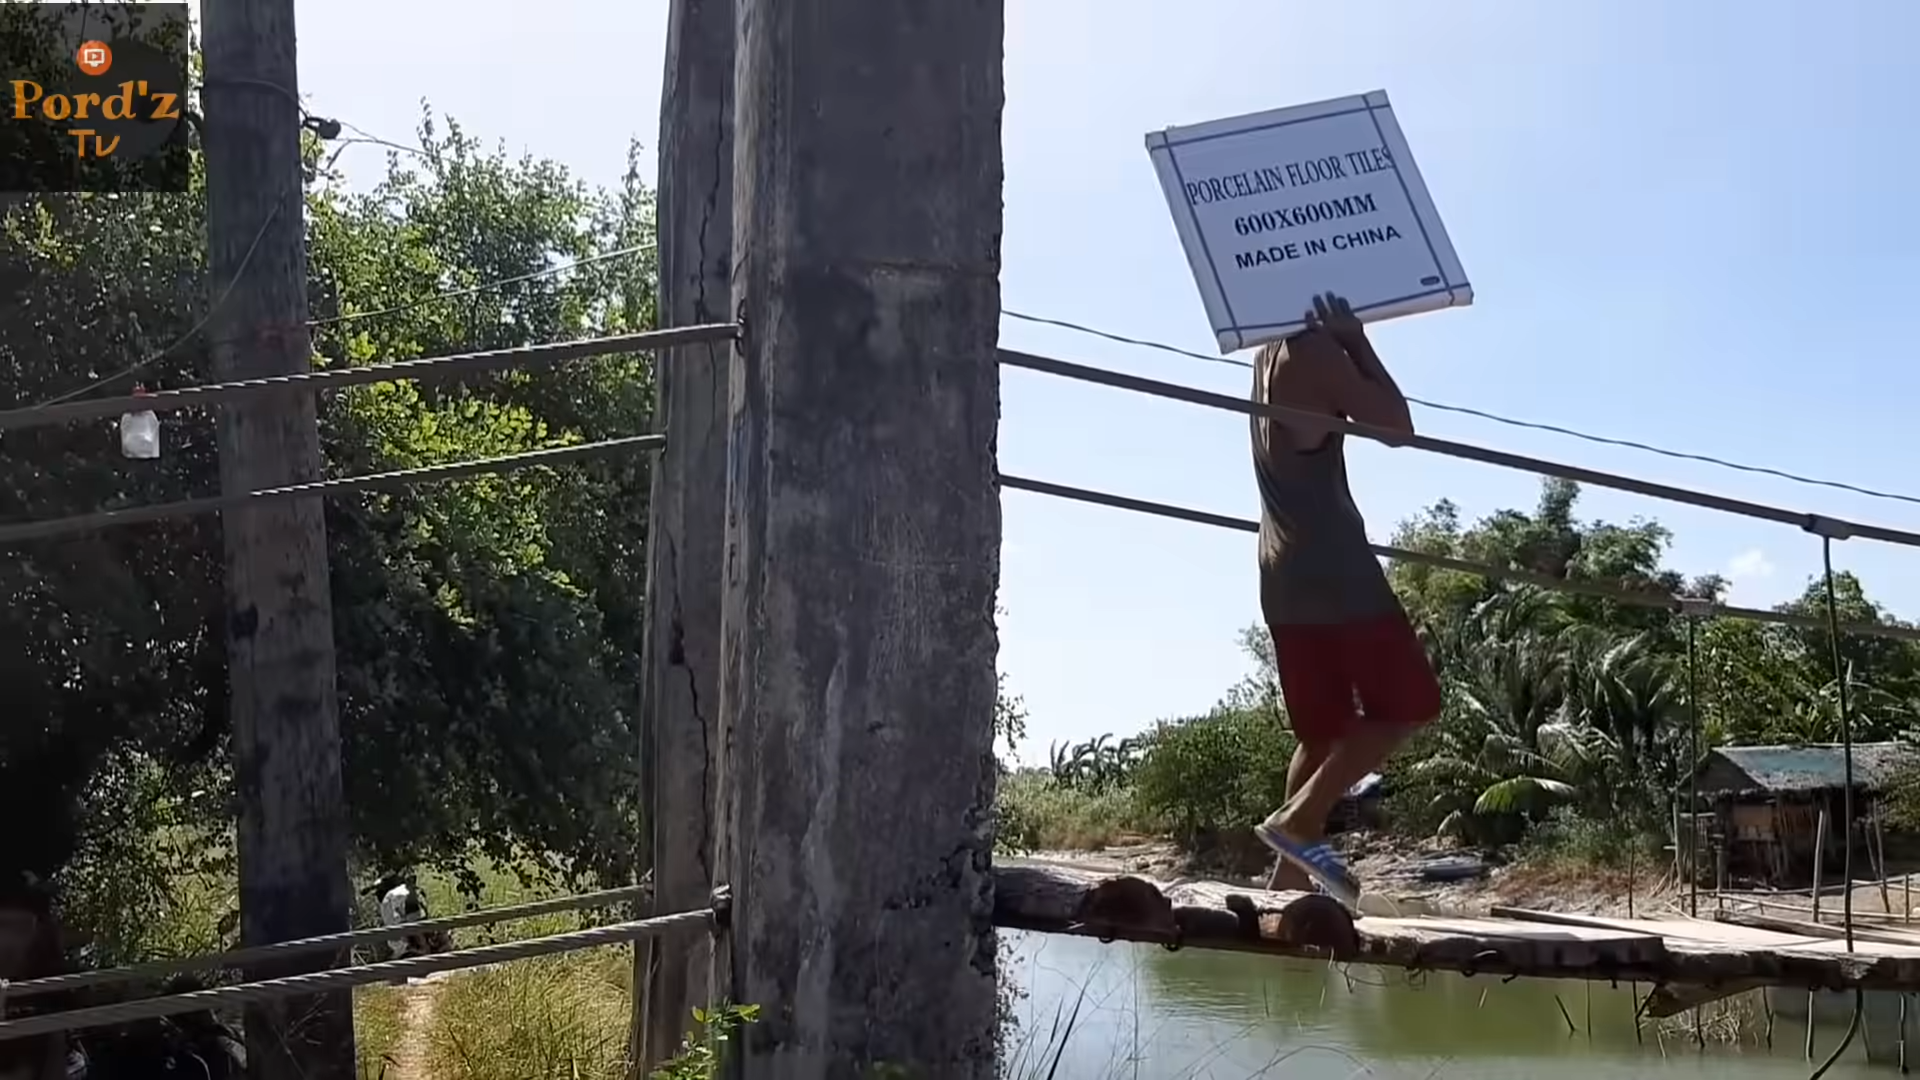 Pord'z
Tv
PORCELAIN FLOOR TILES
600X600MM
MADE IN CHINA